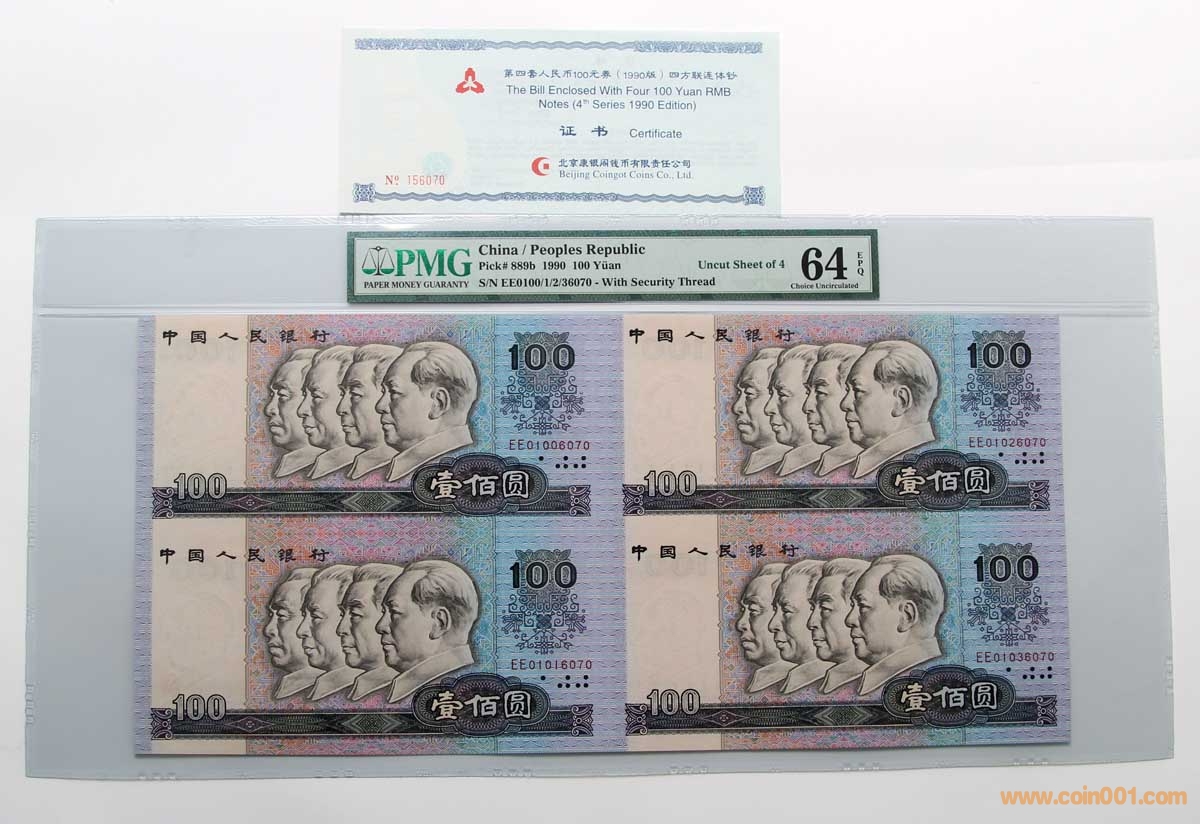 第四套人民币100元券（1990版）四方联连体钞
The Bill Enclosed With Four 100 Yuan RMB
Notes (4th Series 1990 Edition)
证书 Certificate
北京康银阁钱币有限责任公司
Beijing Coingot Coins Co., Ltd.
No 156070
PMG
PAPER MONEY GUARANTY
China / Peoples Republic
Pick# 889b 1990 100 Yüan
Uncut Sheet of 4
S/N EE0100/1/2/36070 - With Security Thread
64
EPQ
Choice Uncirculated
中国人民银行
100
EE01006070
100
壹佰圆
中国人民银行
100
EE01026070
100
壹佰圆
中国人民银行
100
EE01016070
100
壹佰圆
中国人民银行
100
EE01036070
100
壹佰圆
www.coin001.com